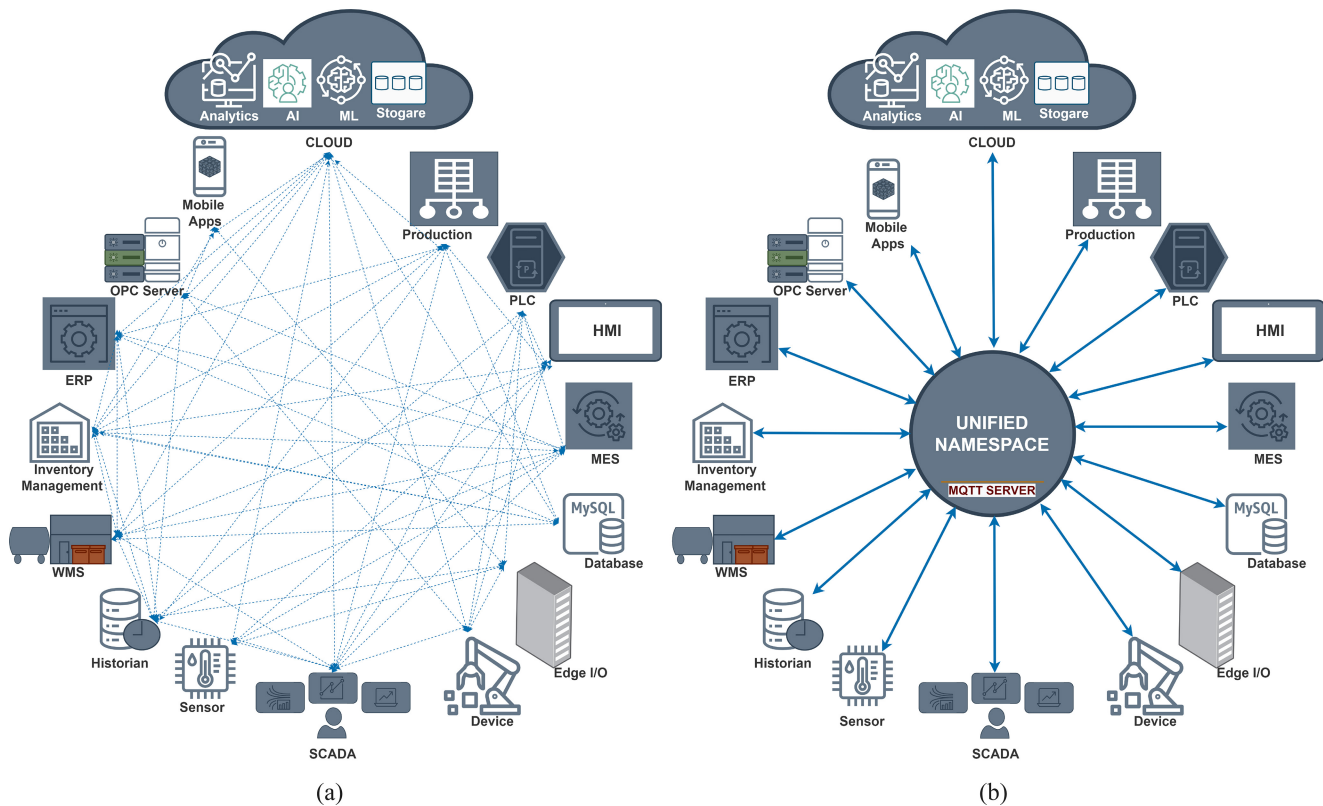 Analytics
AI
ML
Stogare
CLOUD
Mobile
Apps
Production
OPC Server
PLC
HMI
ERP
MES
Inventory
Management
MySQL
Database
WMS
Historian
Edge I/O
Sensor
Device
SCADA
(a)
Analytics
AI
ML
Stogare
CLOUD
Mobile
Apps
Production
OPC Server
PLC
HMI
ERP
UNIFIED
NAMESPACE
MES
Inventory
Management
MQTT SERVER
MySQL
Database
WMS
Historian
Edge I/O
Sensor
Device
SCADA
(b)